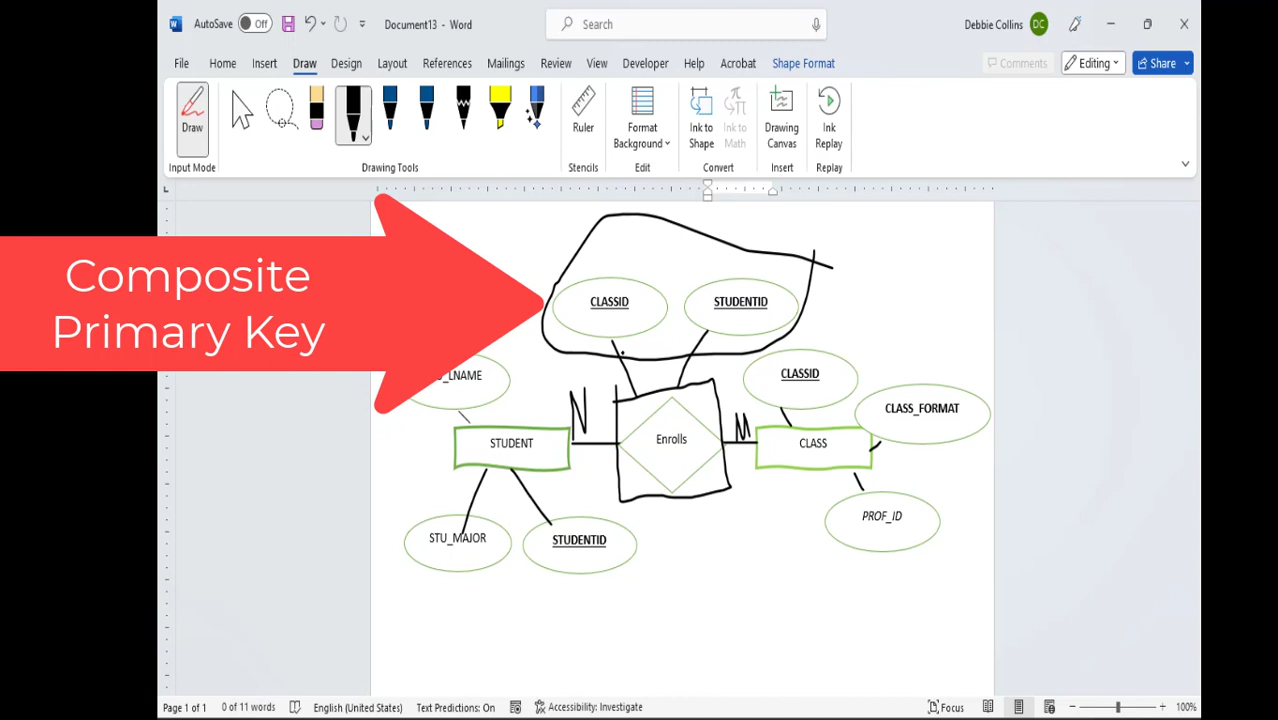 AutoSave Off Document13 - Word Search Debbie Collins DC
File Home Insert Draw Design Layout References Mailings Review View Developer Help Acrobat Shape Format Comments Editing Share
Draw Ruler Format Background Ink to Shape Ink to Math Drawing Canvas Ink Replay
Input Mode Drawing Tools Stencils Edit Convert Insert Replay
Composite
Primary Key
CLASSID STUDENTID
_LNAME CLASSID
CLASS_FORMAT
N M
STUDENT Enrolls CLASS
PROF_ID
STU_MAJOR STUDENTID
Page 1 of 1 0 of 11 words English (United States) Text Predictions: On Accessibility: Investigate Focus 100%